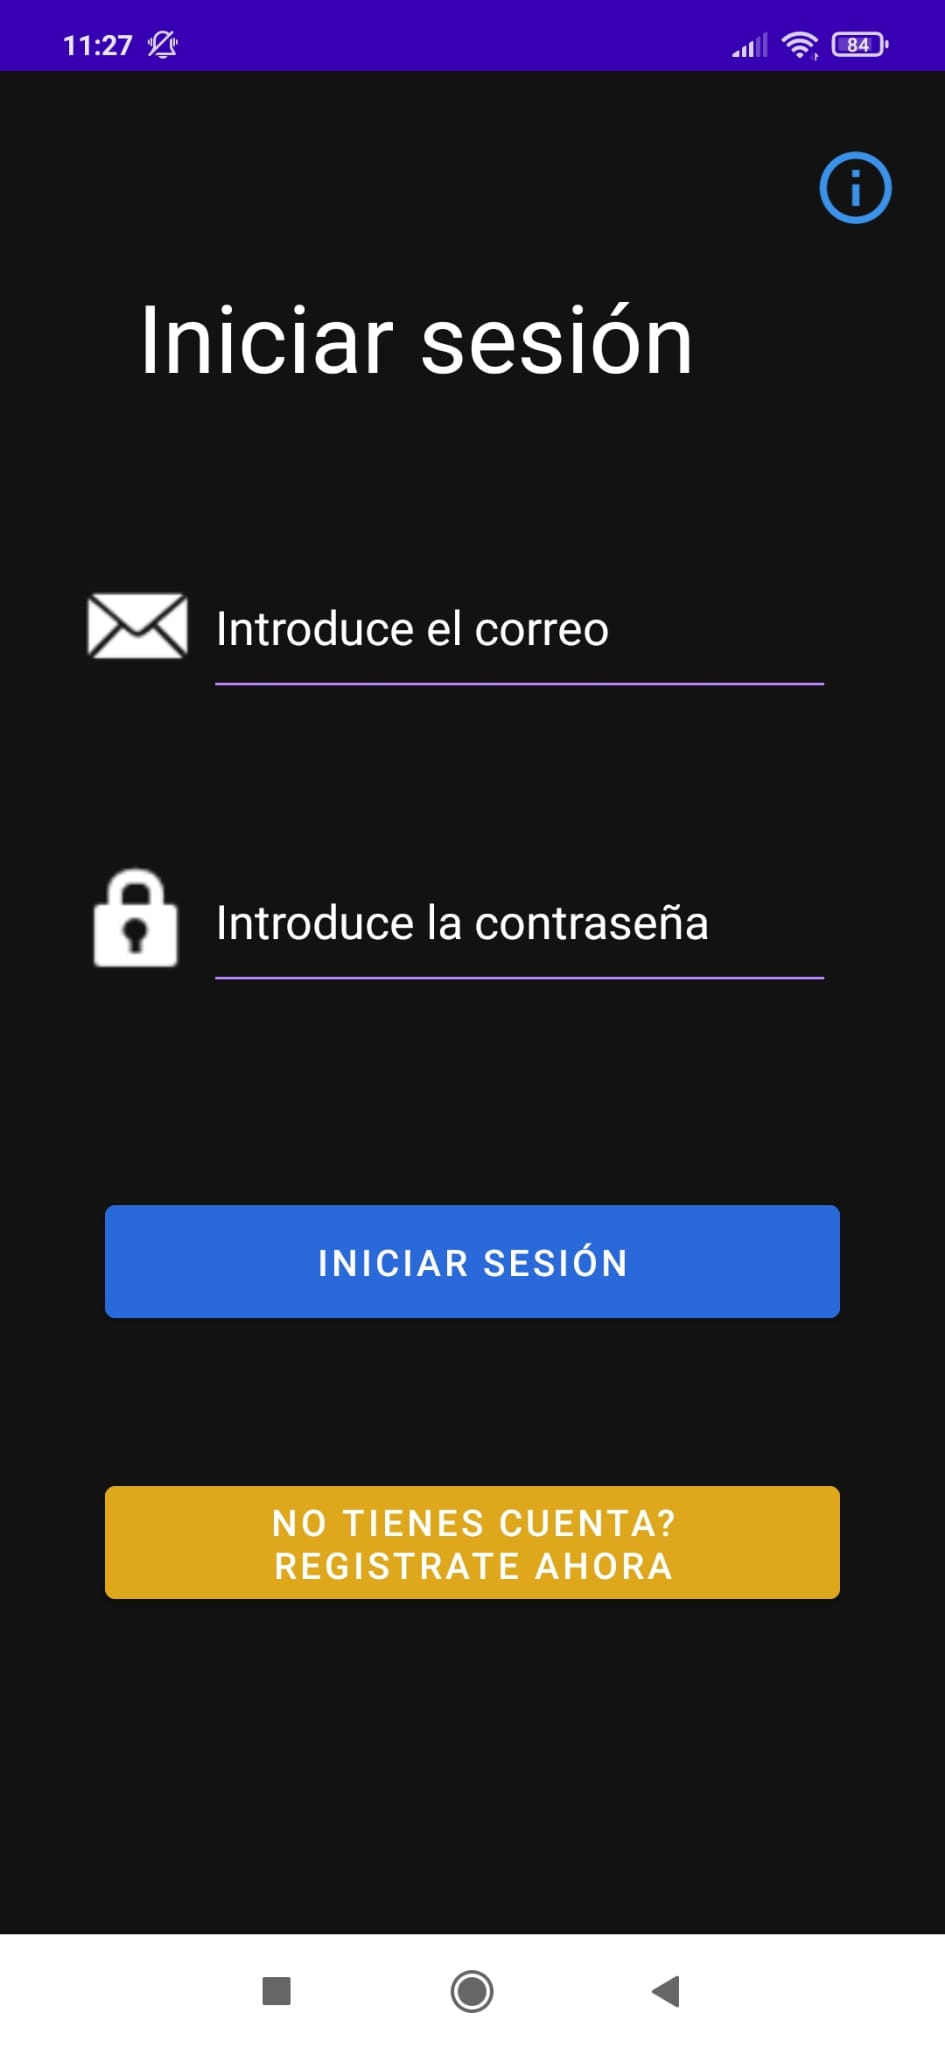 11:27
84
Iniciar sesión
Introduce el correo
Introduce la contraseña
INICIAR SESIÓN
NO TIENES CUENTA?
REGISTRATE AHORA